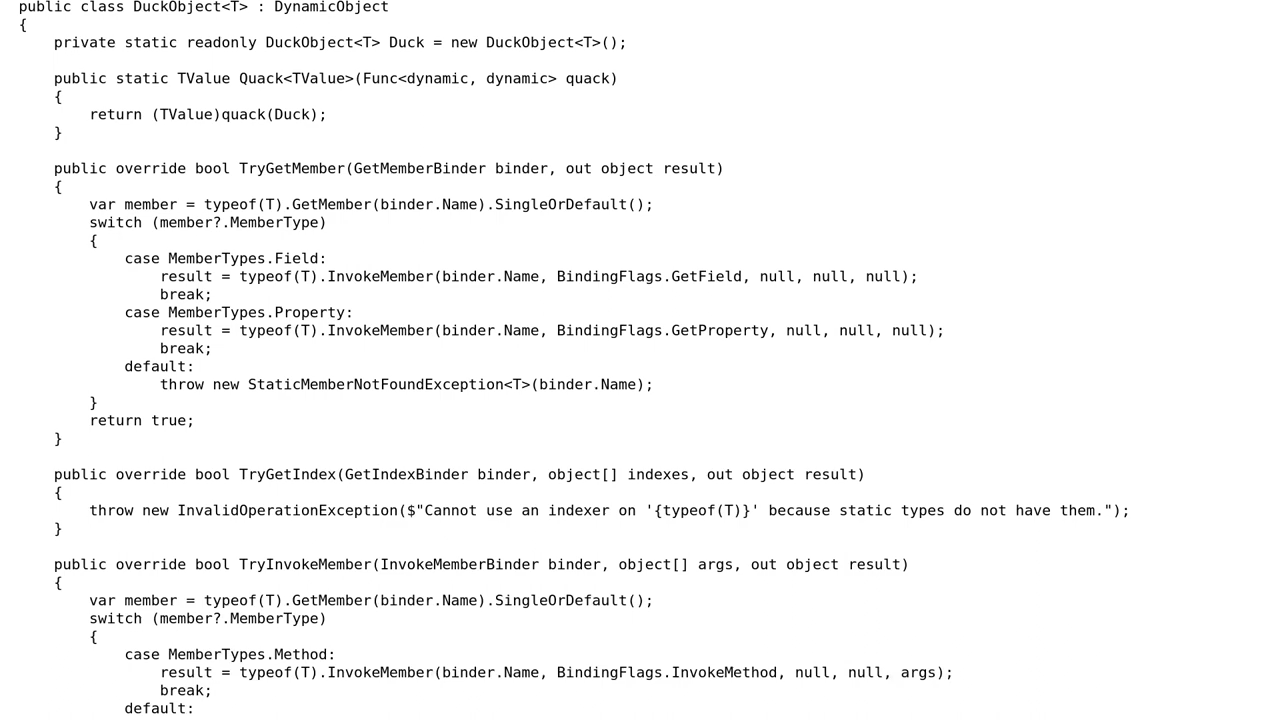 public class DuckObject<T> : DynamicObject
{
    private static readonly DuckObject<T> Duck = new DuckObject<T>();

    public static TValue Quack<TValue>(Func<dynamic, dynamic> quack)
    {
        return (TValue)quack(Duck);
    }

    public override bool TryGetMember(GetMemberBinder binder, out object result)
    {
        var member = typeof(T).GetMember(binder.Name).SingleOrDefault();
        switch (member?.MemberType)
        {
            case MemberTypes.Field:
                result = typeof(T).InvokeMember(binder.Name, BindingFlags.GetField, null, null, null);
                break;
            case MemberTypes.Property:
                result = typeof(T).InvokeMember(binder.Name, BindingFlags.GetProperty, null, null, null);
                break;
            default:
                throw new StaticMemberNotFoundException<T>(binder.Name);
        }
        return true;
    }

    public override bool TryGetIndex(GetIndexBinder binder, object[] indexes, out object result)
    {
        throw new InvalidOperationException($"Cannot use an indexer on '{typeof(T)}' because static types do not have them.");
    }

    public override bool TryInvokeMember(InvokeMemberBinder binder, object[] args, out object result)
    {
        var member = typeof(T).GetMember(binder.Name).SingleOrDefault();
        switch (member?.MemberType)
        {
            case MemberTypes.Method:
                result = typeof(T).InvokeMember(binder.Name, BindingFlags.InvokeMethod, null, null, args);
                break;
            default: